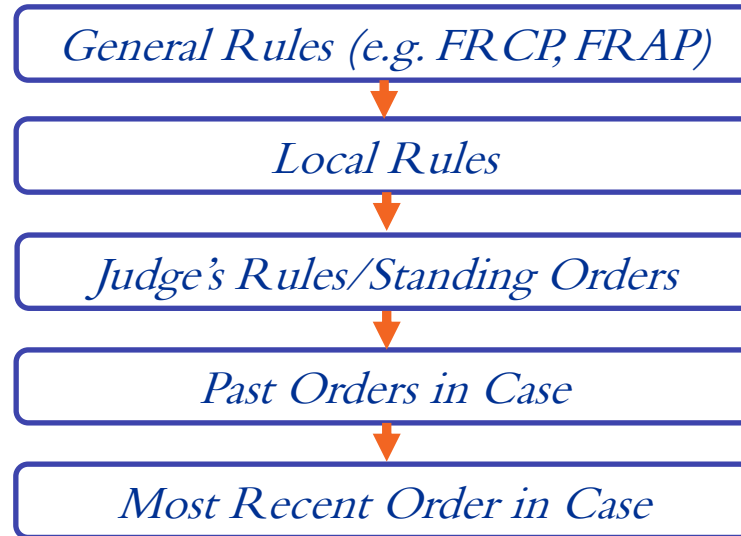 General Rules (e.g. FRCP, FRAP)
Local Rules
Judge’s Rules/Standing Orders
Past Orders in Case
Most Recent Order in Case